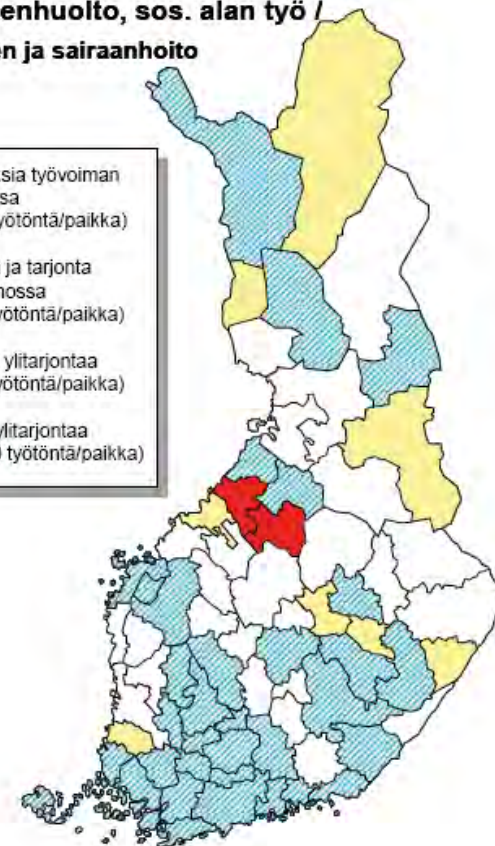 enhuolto, sos. alan työ /
en ja sairaanhoito
sia työvoiman
sa
yötöntä/paikka)
ja tarjonta
nossa
yötöntä/paikka)
ylitarjontaa
yötöntä/paikka)
ylitarjontaa
työtöntä/paikka)